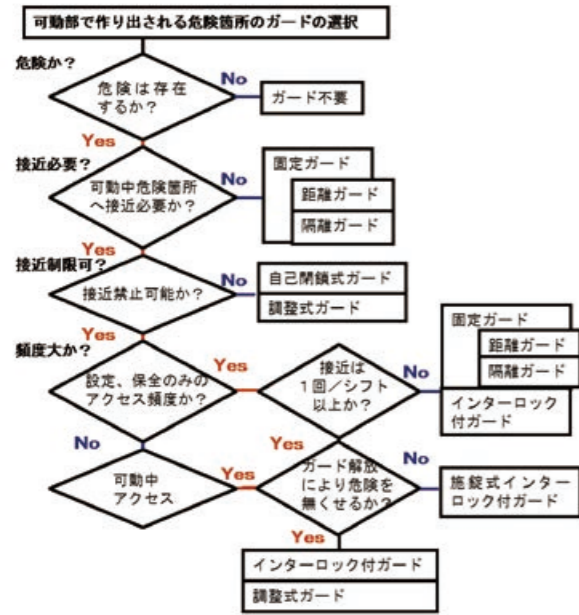 可動部で作り出される危険箇所のガードの選択
危険か?
危険は存在
するか?
No
ガード不要
Yes
接近必要?
可動中危険箇所
へ接近必要か?
No
固定ガード
距離ガード
隔離ガード
Yes
接近制限可?
接近禁止可能か?
No
自己閉鎖式ガード
調整式ガード
Yes
頻度大か?
設定、保全のみの
アクセス頻度か?
Yes
接近は
1回/シフト
以上か?
No
固定ガード
距離ガード
隔離ガード
インターロック
付ガード
No
Yes
可動中
アクセス
Yes
ガード解放
により危険を
無くせるか?
No
施錠式インター
ロック付ガード
Yes
インターロック付ガード
調整式ガード